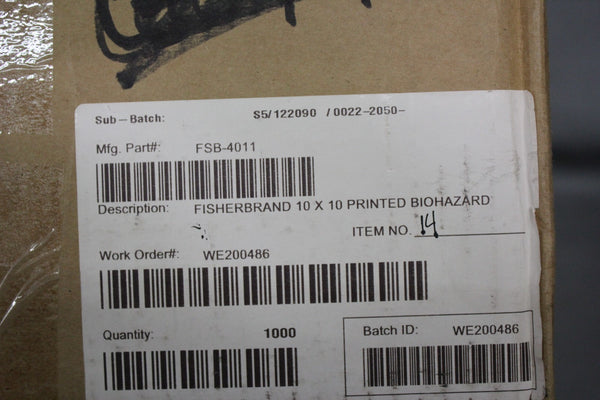 Sub-Batch: S5/122090 /0022-2050-
Mfg. Part#: FSB-4011
Description: FISHERBRAND 10 X 10 PRINTED BIOHAZARD
ITEM NO. 14
Work Order#: WE200486
Quantity: 1000
Batch ID: WE200486